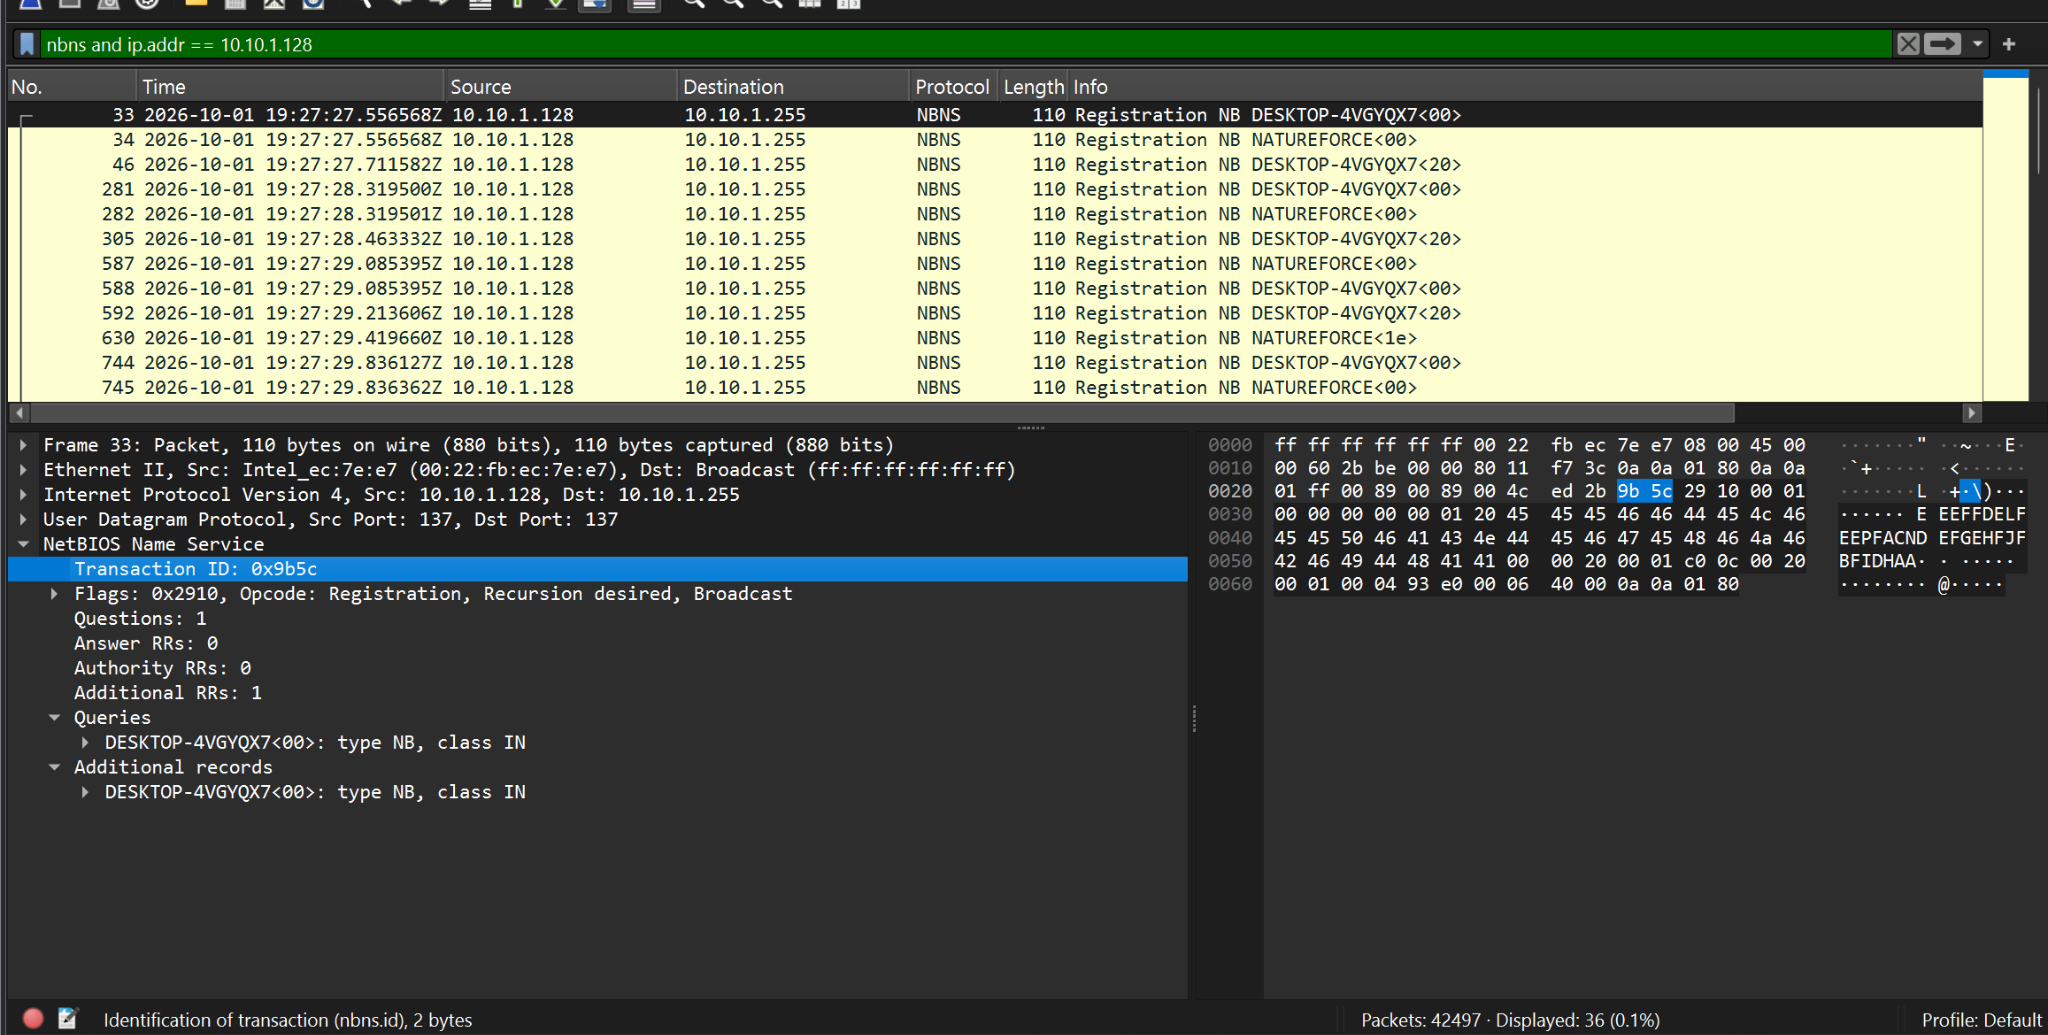 nbns and ip.addr == 10.10.1.128
No. Time Source Destination Protocol Length Info
33 2026-10-01 19:27:27.556568Z 10.10.1.128 10.10.1.255 NBNS 110 Registration NB DESKTOP-4VGYQX7<00>
34 2026-10-01 19:27:27.556568Z 10.10.1.128 10.10.1.255 NBNS 110 Registration NB NATUREFORCE<00>
46 2026-10-01 19:27:27.711582Z 10.10.1.128 10.10.1.255 NBNS 110 Registration NB DESKTOP-4VGYQX7<20>
281 2026-10-01 19:27:28.319500Z 10.10.1.128 10.10.1.255 NBNS 110 Registration NB DESKTOP-4VGYQX7<00>
282 2026-10-01 19:27:28.319501Z 10.10.1.128 10.10.1.255 NBNS 110 Registration NB NATUREFORCE<00>
305 2026-10-01 19:27:28.463332Z 10.10.1.128 10.10.1.255 NBNS 110 Registration NB DESKTOP-4VGYQX7<20>
587 2026-10-01 19:27:29.085395Z 10.10.1.128 10.10.1.255 NBNS 110 Registration NB NATUREFORCE<00>
588 2026-10-01 19:27:29.085395Z 10.10.1.128 10.10.1.255 NBNS 110 Registration NB DESKTOP-4VGYQX7<00>
592 2026-10-01 19:27:29.213606Z 10.10.1.128 10.10.1.255 NBNS 110 Registration NB DESKTOP-4VGYQX7<20>
630 2026-10-01 19:27:29.419660Z 10.10.1.128 10.10.1.255 NBNS 110 Registration NB NATUREFORCE<1e>
744 2026-10-01 19:27:29.836127Z 10.10.1.128 10.10.1.255 NBNS 110 Registration NB DESKTOP-4VGYQX7<00>
745 2026-10-01 19:27:29.836362Z 10.10.1.128 10.10.1.255 NBNS 110 Registration NB NATUREFORCE<00>
Frame 33: Packet, 110 bytes on wire (880 bits), 110 bytes captured (880 bits)
Ethernet II, Src: Intel_ec:7e:e7 (00:22:fb:ec:7e:e7), Dst: Broadcast (ff:ff:ff:ff:ff:ff)
Internet Protocol Version 4, Src: 10.10.1.128, Dst: 10.10.1.255
User Datagram Protocol, Src Port: 137, Dst Port: 137
NetBIOS Name Service
Transaction ID: 0x9b5c
Flags: 0x2910, Opcode: Registration, Recursion desired, Broadcast
Questions: 1
Answer RRs: 0
Authority RRs: 0
Additional RRs: 1
Queries
DESKTOP-4VGYQX7<00>: type NB, class IN
Additional records
DESKTOP-4VGYQX7<00>: type NB, class IN
0000 ff ff ff ff ff ff 00 22 fb ec 7e e7 08 00 45 00 ·······" ··~···E·
0010 00 60 2b be 00 00 80 11 f7 3c 0a 0a 01 80 0a 0a ·`+····· ·<······
0020 01 ff 00 89 00 89 00 4c ed 2b 9b 5c 29 10 00 01 ·······L ·+·\)···
0030 00 00 00 00 00 01 20 45 45 45 46 46 44 45 4c 46 ······ E EEFFDELF
0040 45 45 50 46 41 43 4e 44 45 46 47 45 48 46 4a 46 EEPFACND EFGEHFJF
0050 42 46 49 44 48 41 41 00 00 20 00 01 c0 0c 00 20 BFIDHAA· · ·····
0060 00 01 00 04 93 e0 00 06 40 00 0a 0a 01 80 ········ @·····
Identification of transaction (nbns.id), 2 bytes
Packets: 42497 · Displayed: 36 (0.1%)
Profile: Default